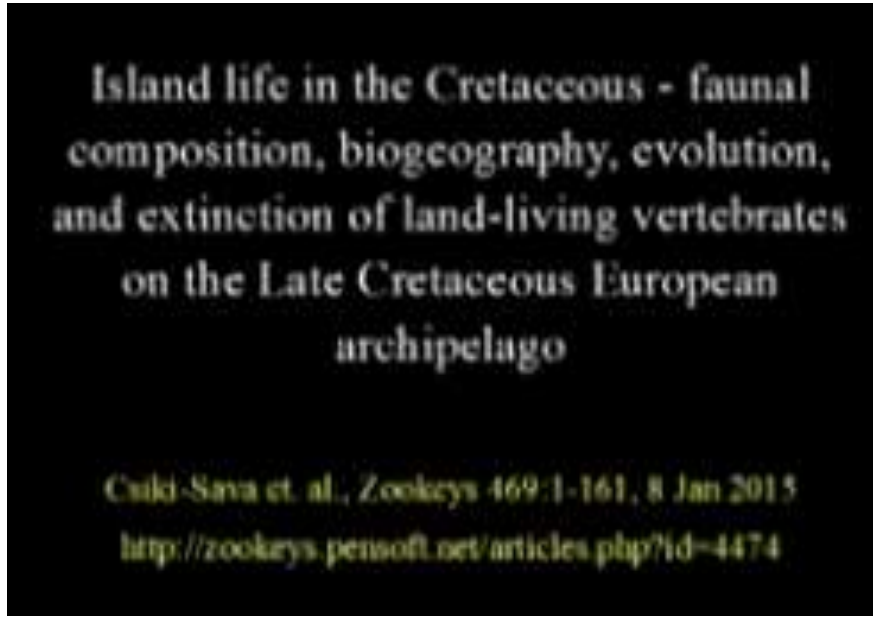 Island life in the Cretaceous - faunal
composition, biogeography, evolution,
and extinction of land-living vertebrates
on the Late Cretaceous European
archipelago
Csiki-Sava et. al., Zookeys 469:1-161, 8 Jan 2015
http://zookeys.pensoft.net/articles.php?id=4474